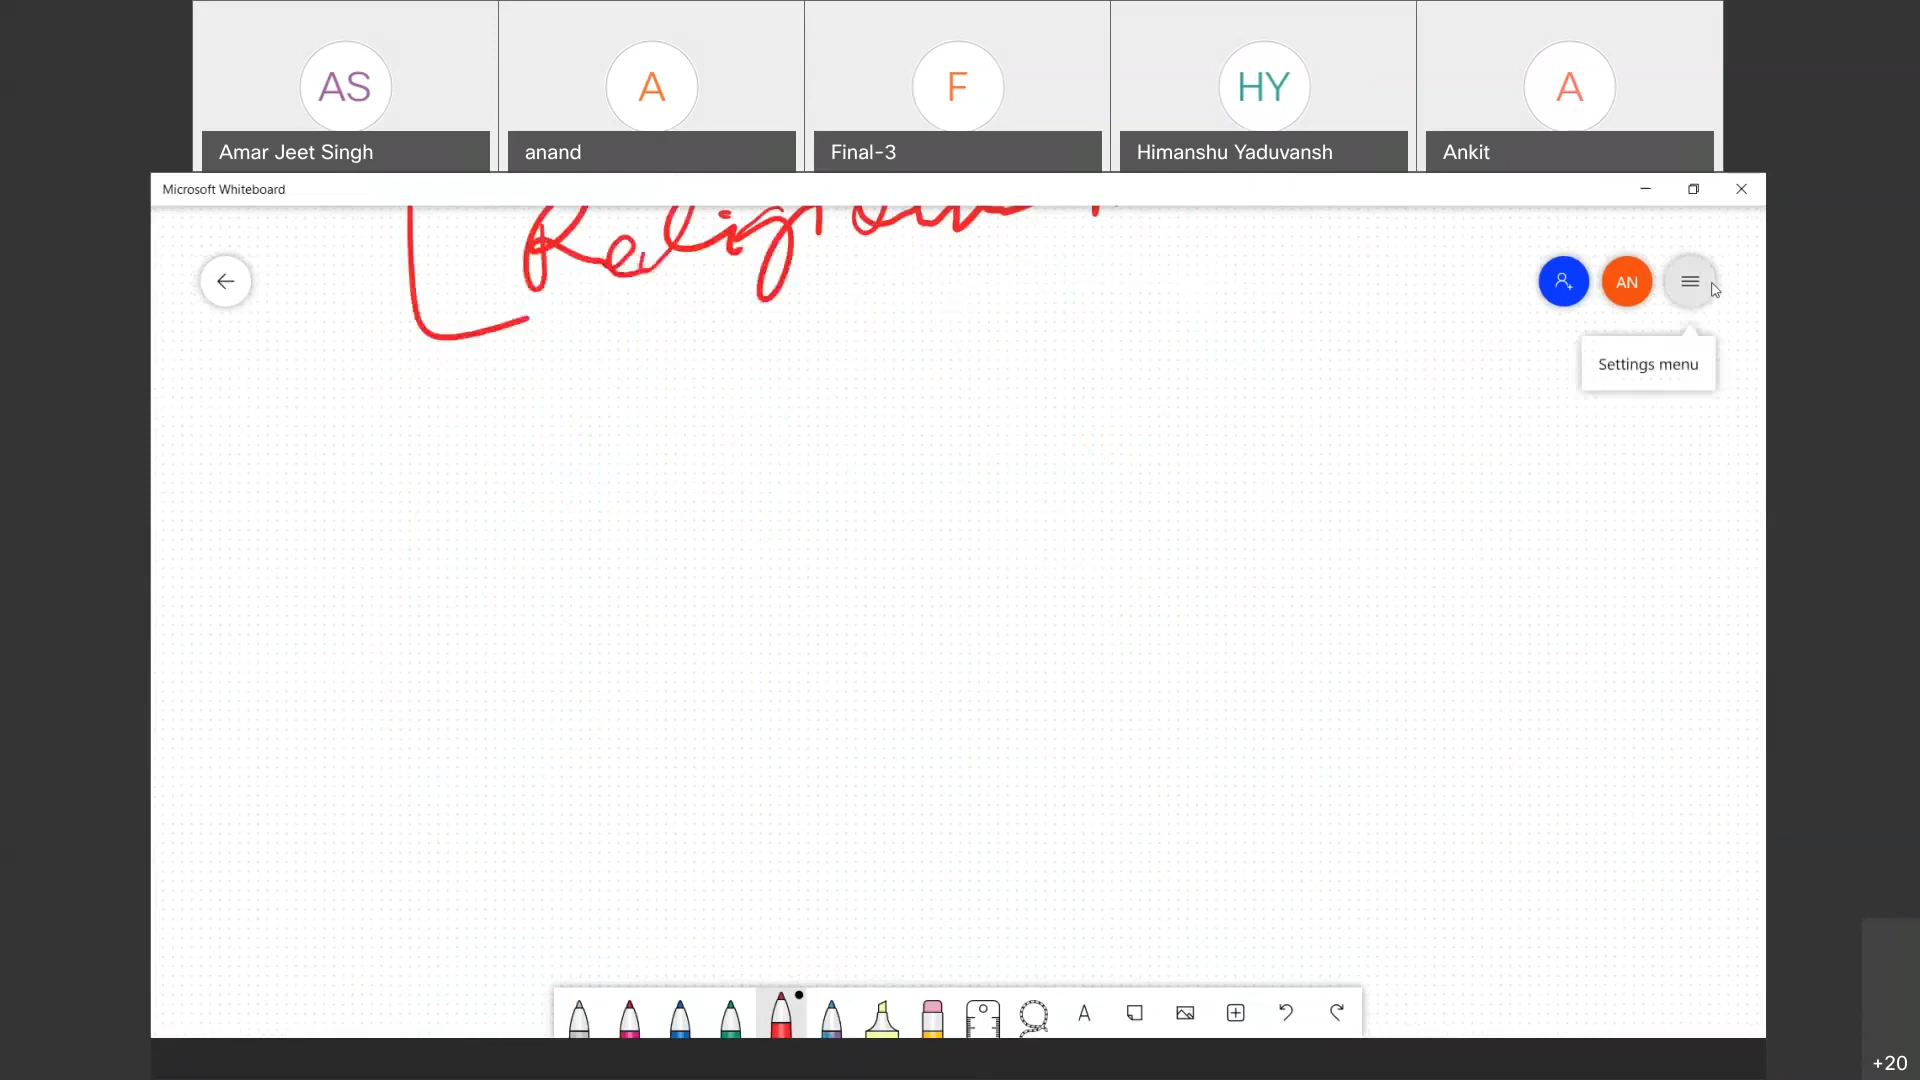 AS A F HY A
Amar Jeet Singh anand Final-3 Himanshu Yaduvansh Ankit
Microsoft Whiteboard
AN
Settings menu
A
+20